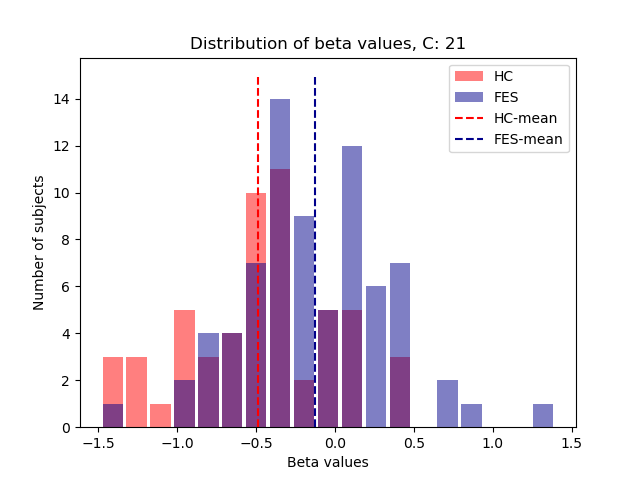 Distribution of beta values, C: 21
HC
FES
HC-mean
FES-mean
Number of subjects
14
12
10
8
6
4
2
0
−1.5 −1.0 −0.5 0.0 0.5 1.0 1.5
Beta values